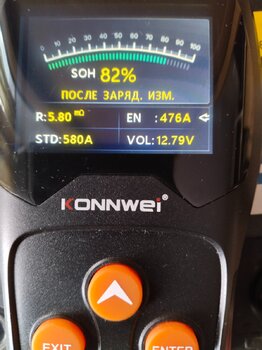 0 10 20 30 40 50 60 70 80 90 100
SOH 82%
ПОСЛЕ ЗАРЯД. ИЗМ.
R:5.80 mΩ EN :476A
STD:580A VOL:12.79V
KONNWEI®
EXIT ENTER